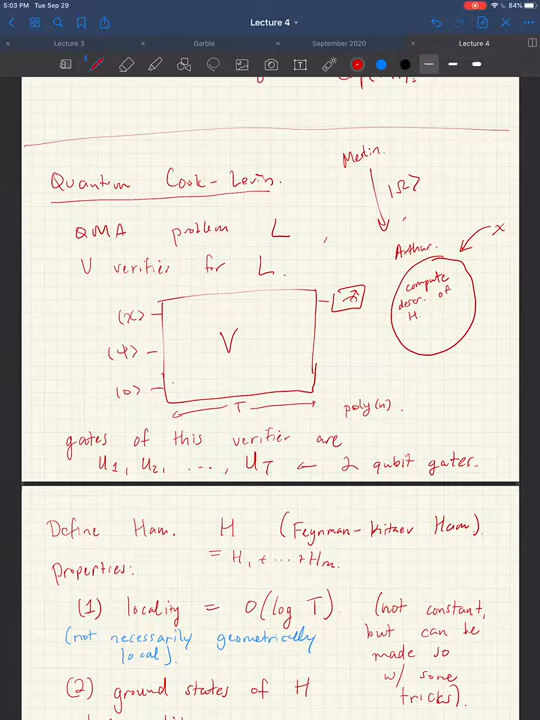 5:03 PM Tue Sep 29
84%
Lecture 4
Lecture 3
Garble
September 2020
Lecture 4
Quantum Cook-Levin.
Merlin.
|Ω⟩
QMA problem L,
Arthur.
x
V verifier for L.
compute
descr. of
H.
|x⟩
|ψ⟩
|0⟩
V
T
poly(n).
gates of this verifier are
U1, U2, ..., UT ← 2 qubit gates.
Define Ham. H (Feynman-Kitaev Ham).
= H1 + ... + Hm.
Properties:
(1) locality = O(log T). (not constant,
but can be
made so
w/ some
tricks).
(not necessarily geometrically
local).
(2) ground states of H